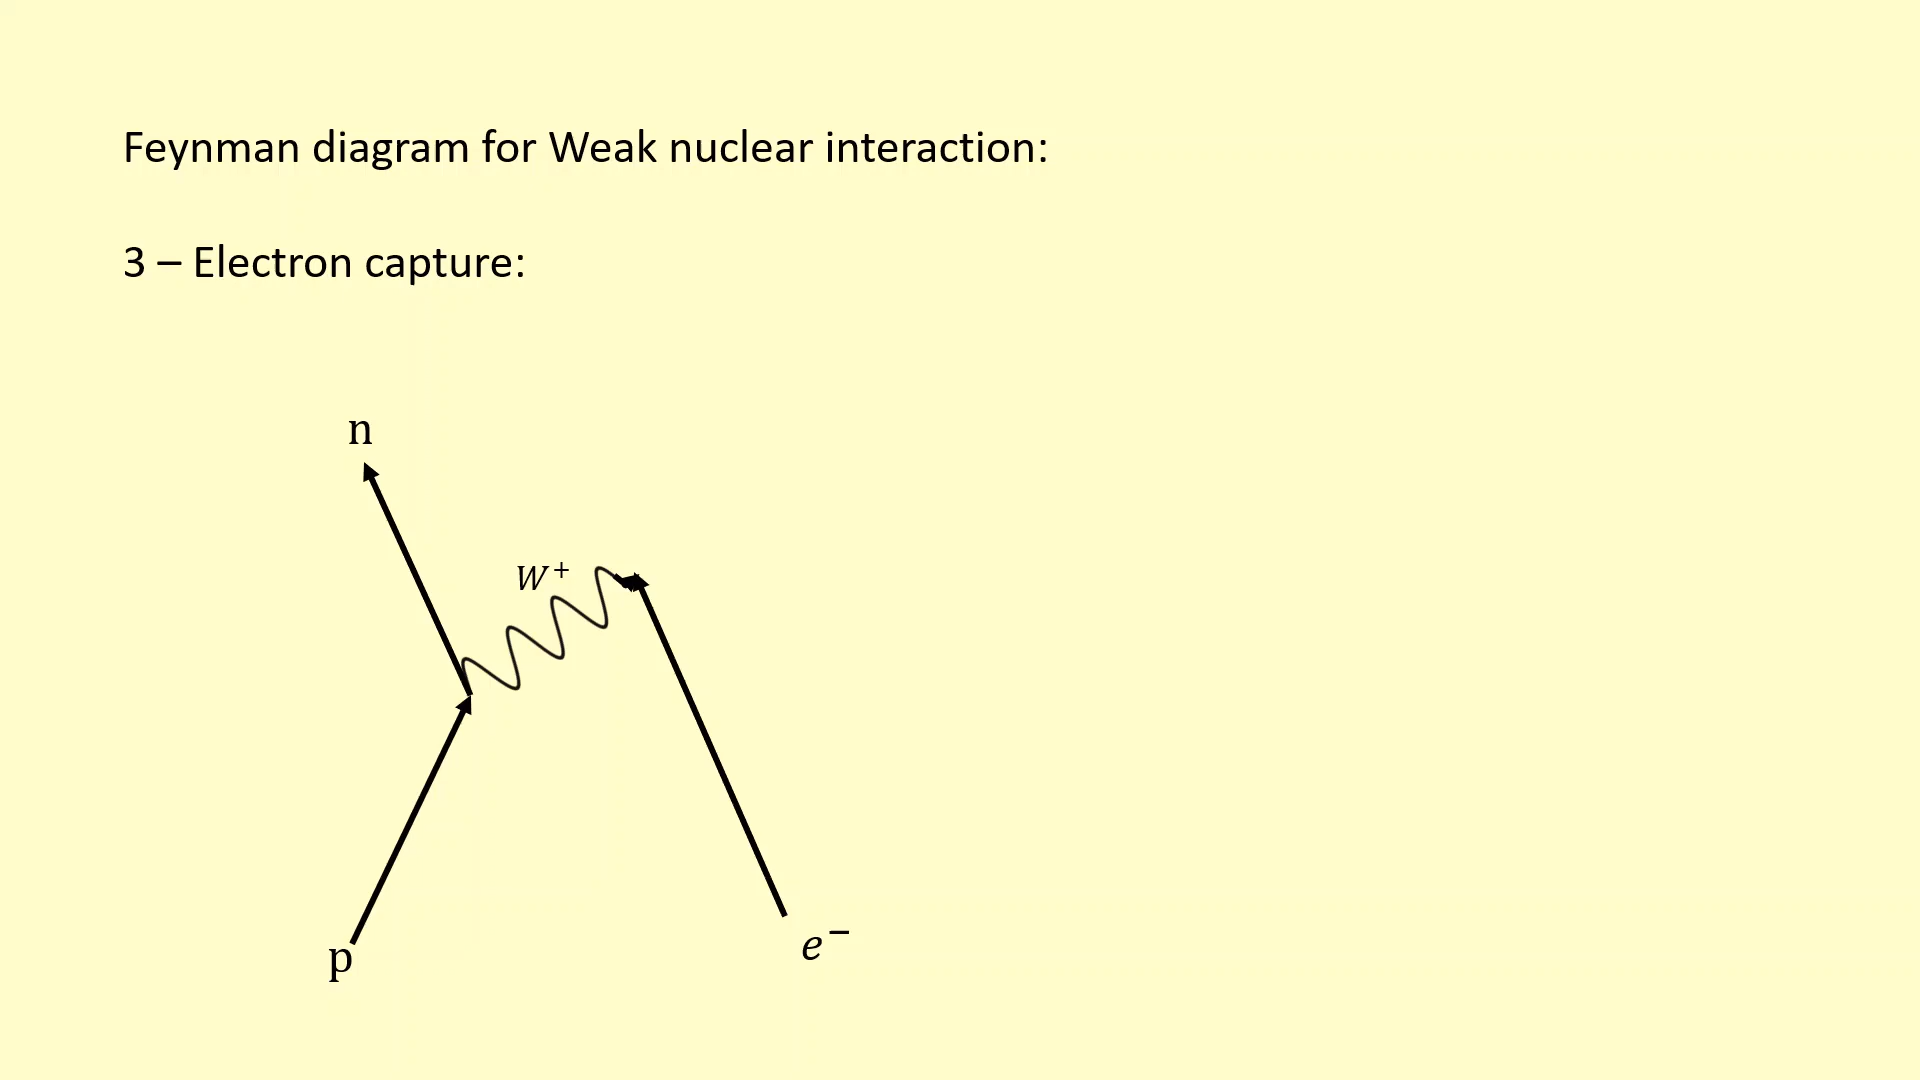 Feynman diagram for Weak nuclear interaction:
3 – Electron capture:
n
W⁺
p
e⁻